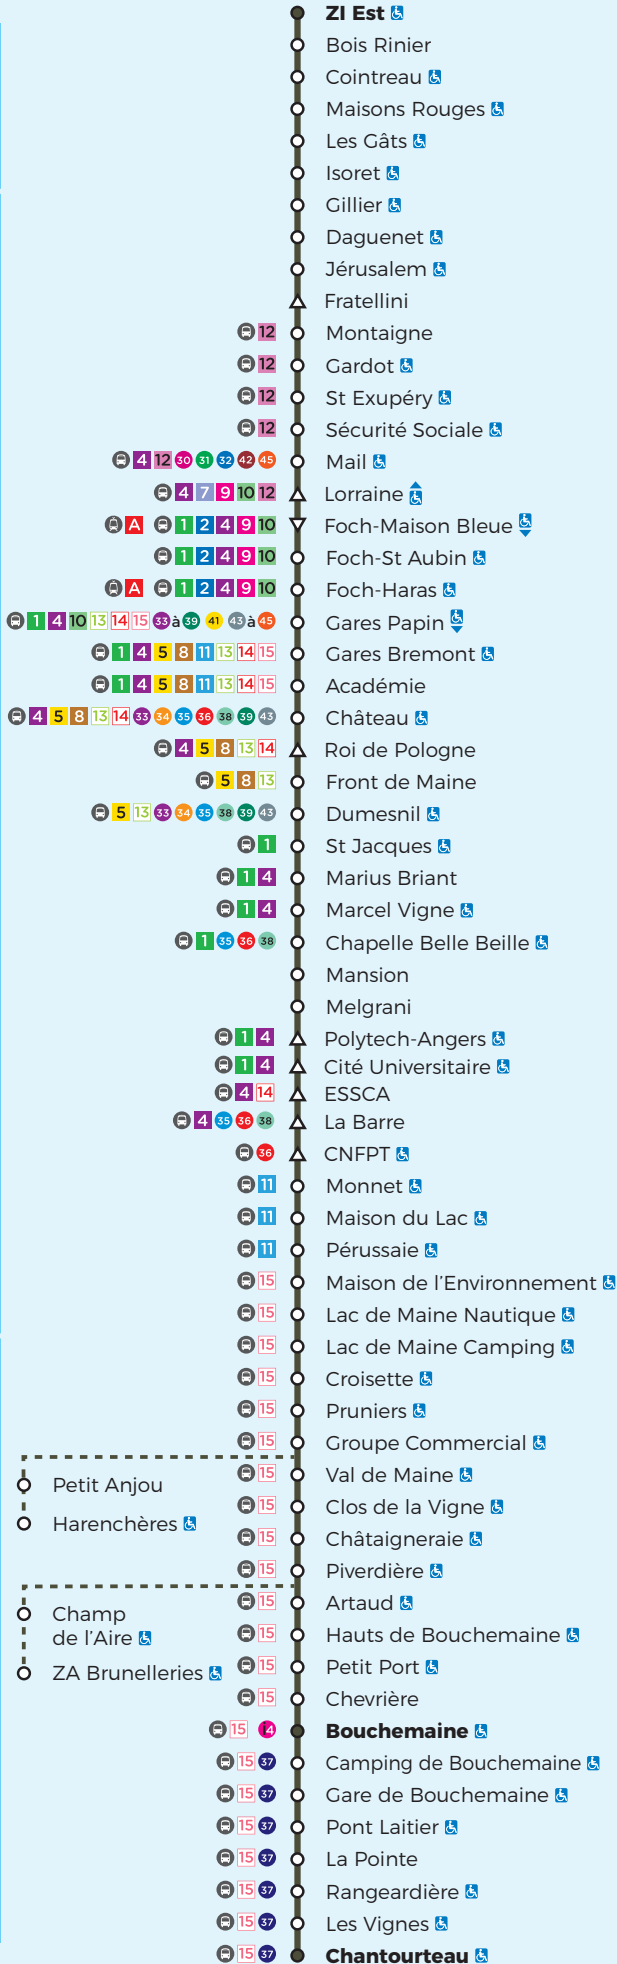 ZI Est
Bois Rinier
Cointreau
Maisons Rouges
Les Gâts
Isoret
Gillier
Daguenet
Jérusalem
Fratellini
12 Montaigne
12 Gardot
12 St Exupéry
12 Sécurité Sociale
4 12 30 31 32 42 45 Mail
4 7 9 10 12 Lorraine
A 1 2 4 9 10 Foch-Maison Bleue
1 2 4 9 10 Foch-St Aubin
A 1 2 4 9 10 Foch-Haras
1 4 10 13 14 15 33 à 39 41 43 à 45 Gares Papin
1 4 5 8 11 13 14 15 Gares Bremont
1 4 5 8 11 13 14 15 Académie
4 5 8 13 14 33 34 35 36 38 39 43 Château
4 5 8 13 14 Roi de Pologne
5 8 13 Front de Maine
5 13 33 34 35 38 39 43 Dumesnil
1 St Jacques
1 4 Marius Briant
1 4 Marcel Vigne
1 35 36 38 Chapelle Belle Beille
Mansion
Melgrani
1 4 Polytech-Angers
1 4 Cité Universitaire
4 14 ESSCA
4 35 36 38 La Barre
36 CNFPT
11 Monnet
11 Maison du Lac
11 Pérussaie
15 Maison de l'Environnement
15 Lac de Maine Nautique
15 Lac de Maine Camping
15 Croisette
15 Pruniers
15 Groupe Commercial
15 Val de Maine
Petit Anjou
15 Clos de la Vigne
Harenchères
15 Châtaigneraie
15 Piverdière
15 Artaud
Champ
de l'Aire
15 Hauts de Bouchemaine
15 Petit Port
ZA Brunelleries
15 Chevrière
15 i4 Bouchemaine
15 37 Camping de Bouchemaine
15 37 Gare de Bouchemaine
15 37 Pont Laitier
15 37 La Pointe
15 37 Rangeardière
15 37 Les Vignes
15 37 Chantourteau